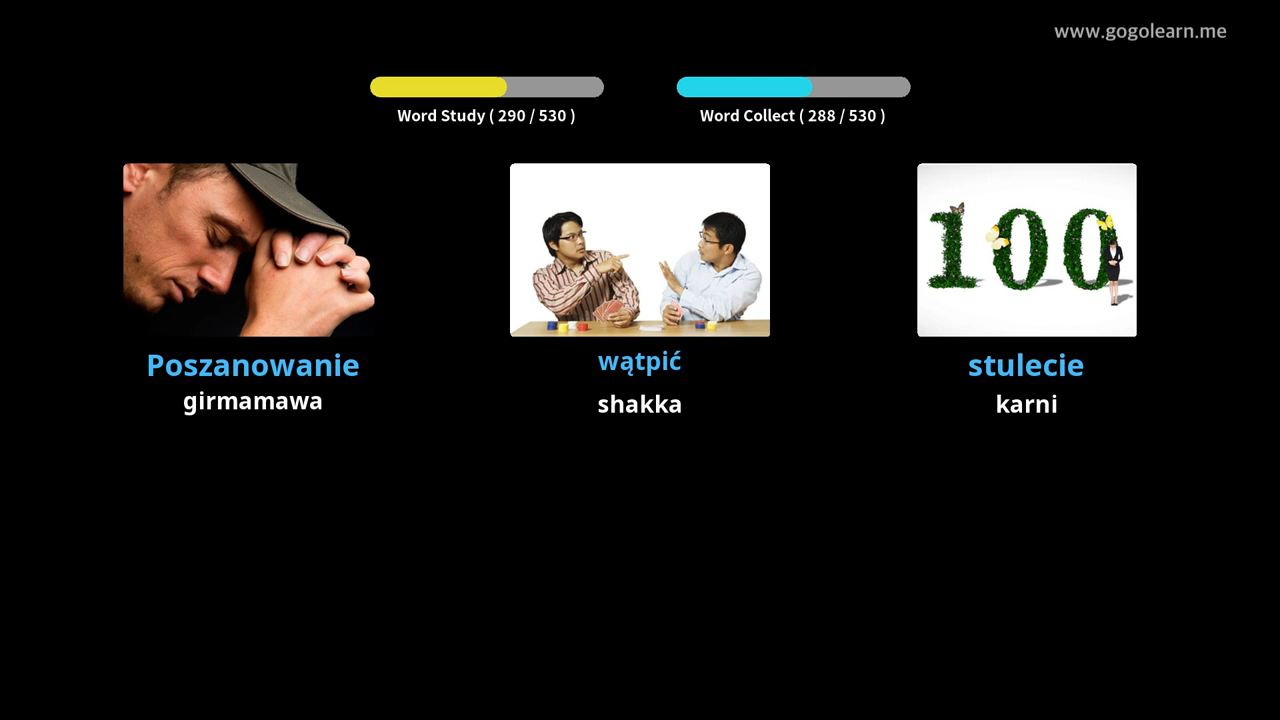 www.gogolearn.me
Word Study ( 290 / 530 )
Word Collect ( 288 / 530 )
Poszanowanie
girmamawa
wątpić
shakka
100
stulecie
karni